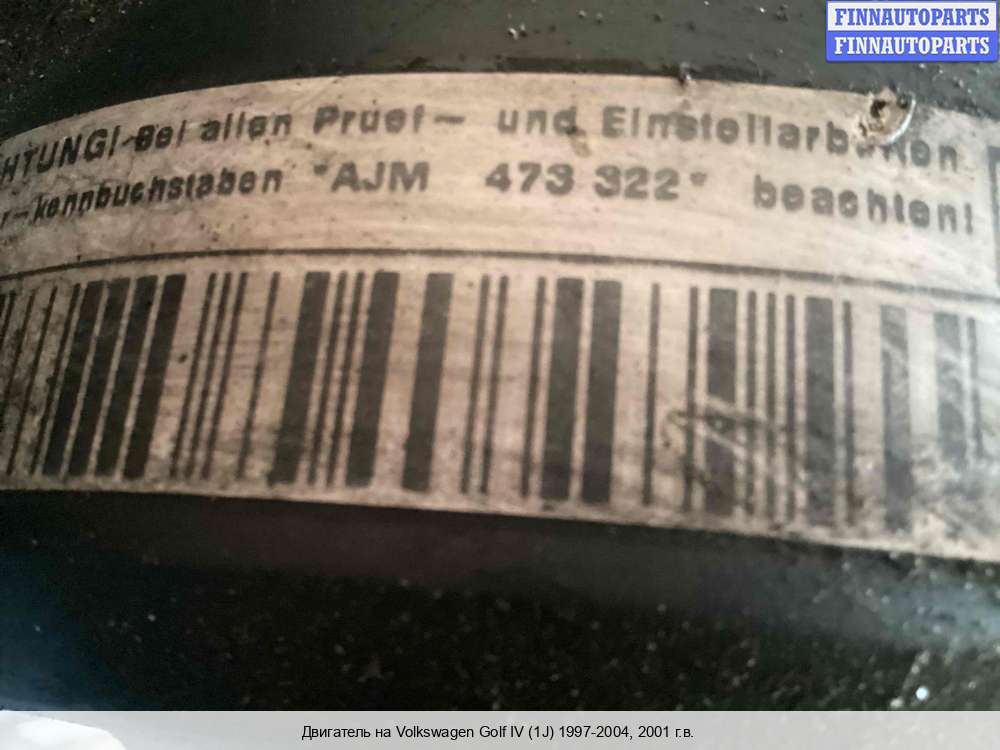 FINNAUTOPARTS
FINNAUTOPARTS
HTUNG! Bei allen Pruef- und Einstellarbeiten
r-kennbuchstaben *AJM 473 322* beachten!
Двигатель на Volkswagen Golf IV (1J) 1997-2004, 2001 г.в.